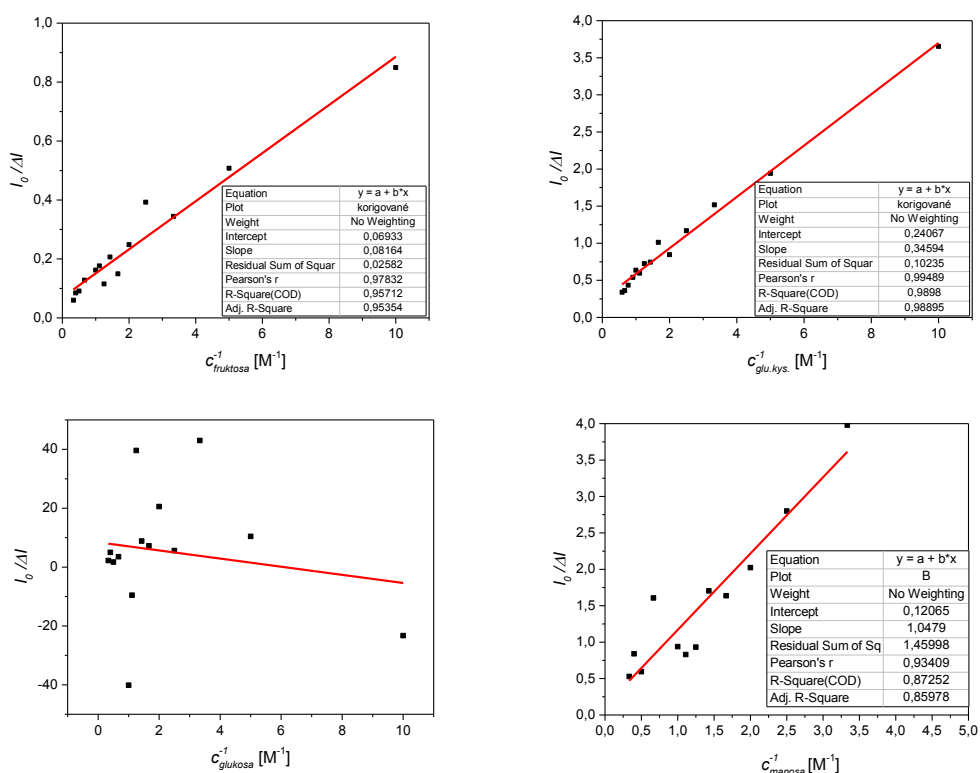 1,0
0,8
0,6
0,4
0,2
0,0
0 2 4 6 8 10
I0 /ΔI
c-1fruktosa [M-1]
Equation y = a + b*x
Plot korigované
Weight No Weighting
Intercept 0,06933
Slope 0,08164
Residual Sum of Squar 0,02582
Pearson's r 0,97832
R-Square(COD) 0,95712
Adj. R-Square 0,95354
4,0
3,5
3,0
2,5
2,0
1,5
1,0
0,5
0,0
0 2 4 6 8 10
I0 /ΔI
c-1glu.kys. [M-1]
Equation y = a + b*x
Plot korigované
Weight No Weighting
Intercept 0,24067
Slope 0,34594
Residual Sum of Squar 0,10235
Pearson's r 0,99489
R-Square(COD) 0,9898
Adj. R-Square 0,98895
40
20
0
-20
-40
0 2 4 6 8 10
I0 /ΔI
c-1glukosa [M-1]
4,0
3,5
3,0
2,5
2,0
1,5
1,0
0,5
0,0
0,5 1,0 1,5 2,0 2,5 3,0 3,5 4,0 4,5 5,0
I0 /ΔI
c-1manosa [M-1]
Equation y = a + b*x
Plot B
Weight No Weighting
Intercept 0,12065
Slope 1,0479
Residual Sum of Sq 1,45998
Pearson's r 0,93409
R-Square(COD) 0,87252
Adj. R-Square 0,85978